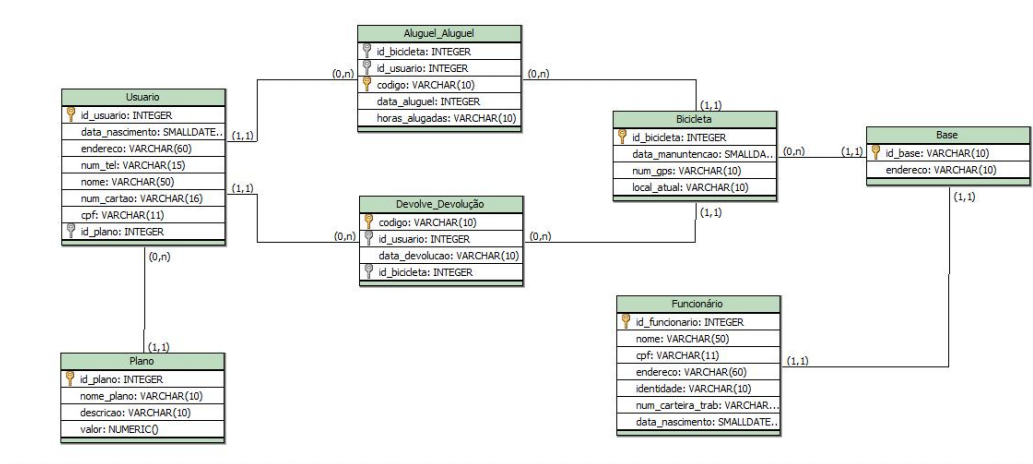 Aluguel_Aluguel
id_bicicleta: INTEGER
id_usuario: INTEGER
codigo: VARCHAR(10)
data_aluguel: INTEGER
horas_alugadas: VARCHAR(10)
(0,n)
(0,n)
Usuario
id_usuario: INTEGER
data_nascimento: SMALLDATE...
endereco: VARCHAR(60)
num_tel: VARCHAR(15)
nome: VARCHAR(50)
num_cartao: VARCHAR(16)
cpf: VARCHAR(11)
id_plano: INTEGER
(1,1)
(1,1)
(0,n)
(1,1)
Bicicleta
id_bicicleta: INTEGER
data_manuntencao: SMALLDA...
num_gps: VARCHAR(10)
local_atual: VARCHAR(10)
(0,n)
(1,1)
(1,1)
Base
id_base: VARCHAR(10)
endereco: VARCHAR(10)
(1,1)
Devolve_Devolução
codigo: VARCHAR(10)
id_usuario: INTEGER
data_devolucao: VARCHAR(10)
id_bicicleta: INTEGER
(0,n)
(0,n)
Funcionário
id_funcionario: INTEGER
nome: VARCHAR(50)
cpf: VARCHAR(11)
endereco: VARCHAR(60)
identidade: VARCHAR(10)
num_carteira_trab: VARCHAR...
data_nascimento: SMALLDATE...
(1,1)
(1,1)
Plano
id_plano: INTEGER
nome_plano: VARCHAR(10)
descricao: VARCHAR(10)
valor: NUMERIC()